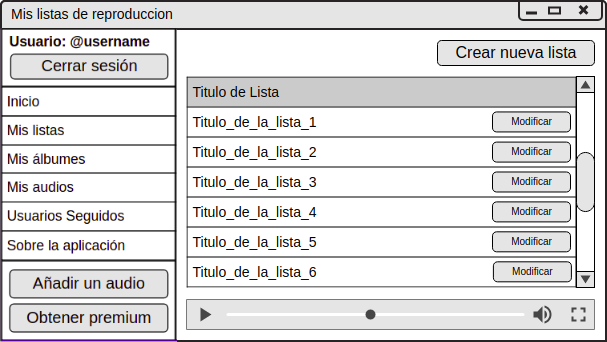 Mis listas de reproduccion
Usuario: @username
Cerrar sesión
Inicio
Mis listas
Mis álbumes
Mis audios
Usuarios Seguidos
Sobre la aplicación
Añadir un audio
Obtener premium
Crear nueva lista
Titulo de Lista
Titulo_de_la_lista_1 Modificar
Titulo_de_la_lista_2 Modificar
Titulo_de_la_lista_3 Modificar
Titulo_de_la_lista_4 Modificar
Titulo_de_la_lista_5 Modificar
Titulo_de_la_lista_6 Modificar